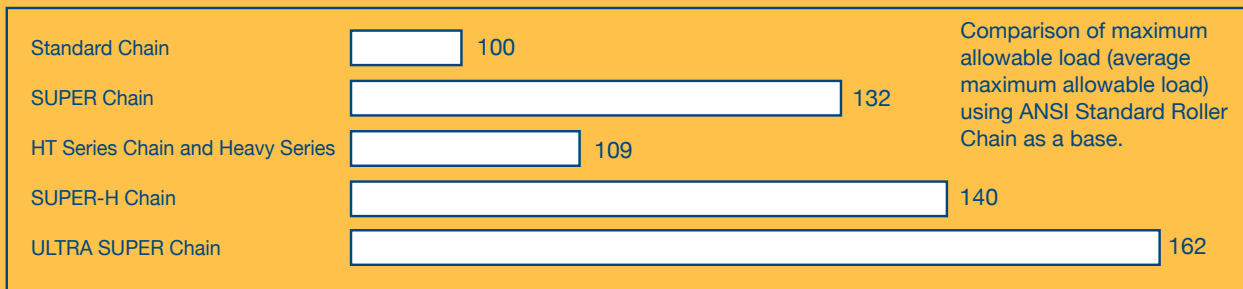 Standard Chain 100
SUPER Chain 132
HT Series Chain and Heavy Series 109
SUPER-H Chain 140
ULTRA SUPER Chain 162
Comparison of maximum
allowable load (average
maximum allowable load)
using ANSI Standard Roller
Chain as a base.